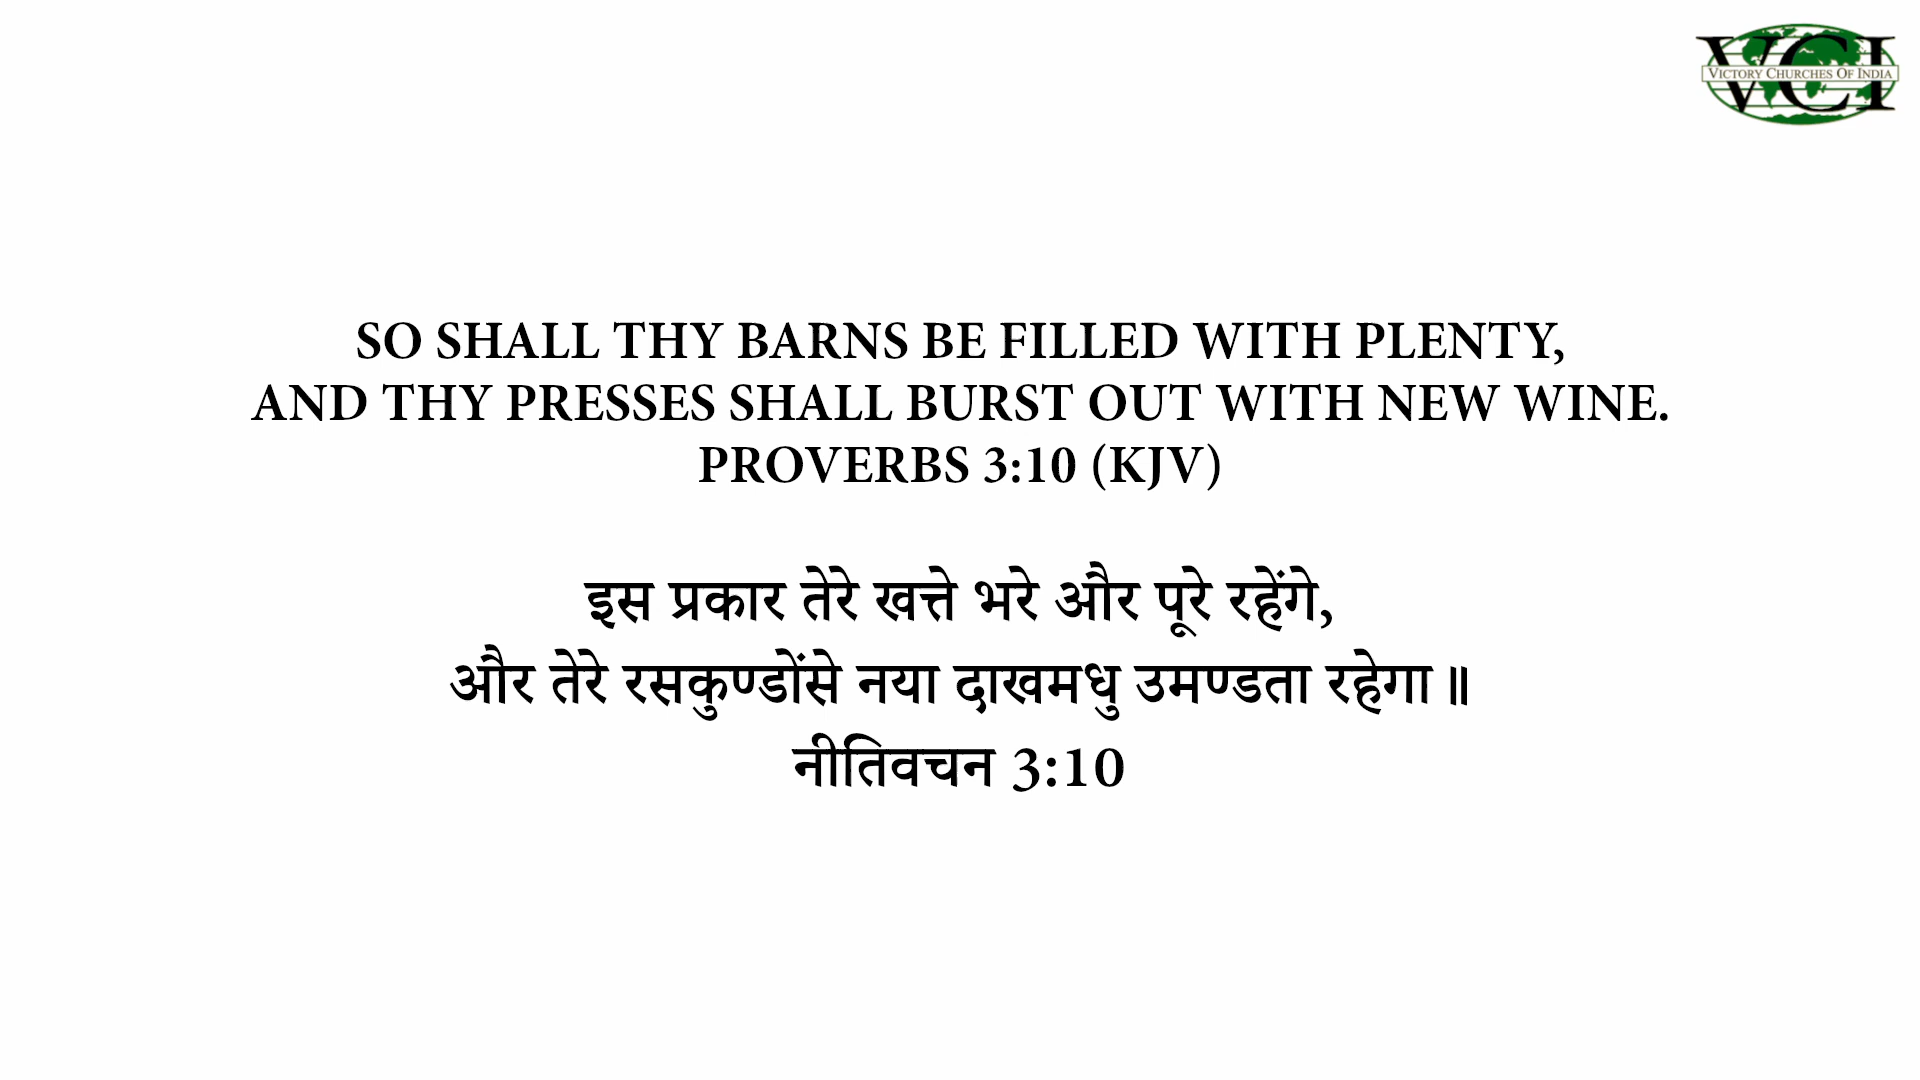 VCI
VICTORY CHURCHES OF INDIA
SO SHALL THY BARNS BE FILLED WITH PLENTY,
AND THY PRESSES SHALL BURST OUT WITH NEW WINE.
PROVERBS 3:10 (KJV)
इस प्रकार तेरे खत्ते भरे और पूरे रहेंगे,
और तेरे रसकुण्डोंसे नया दाखमधु उमण्डता रहेगा॥
नीतिवचन 3:10